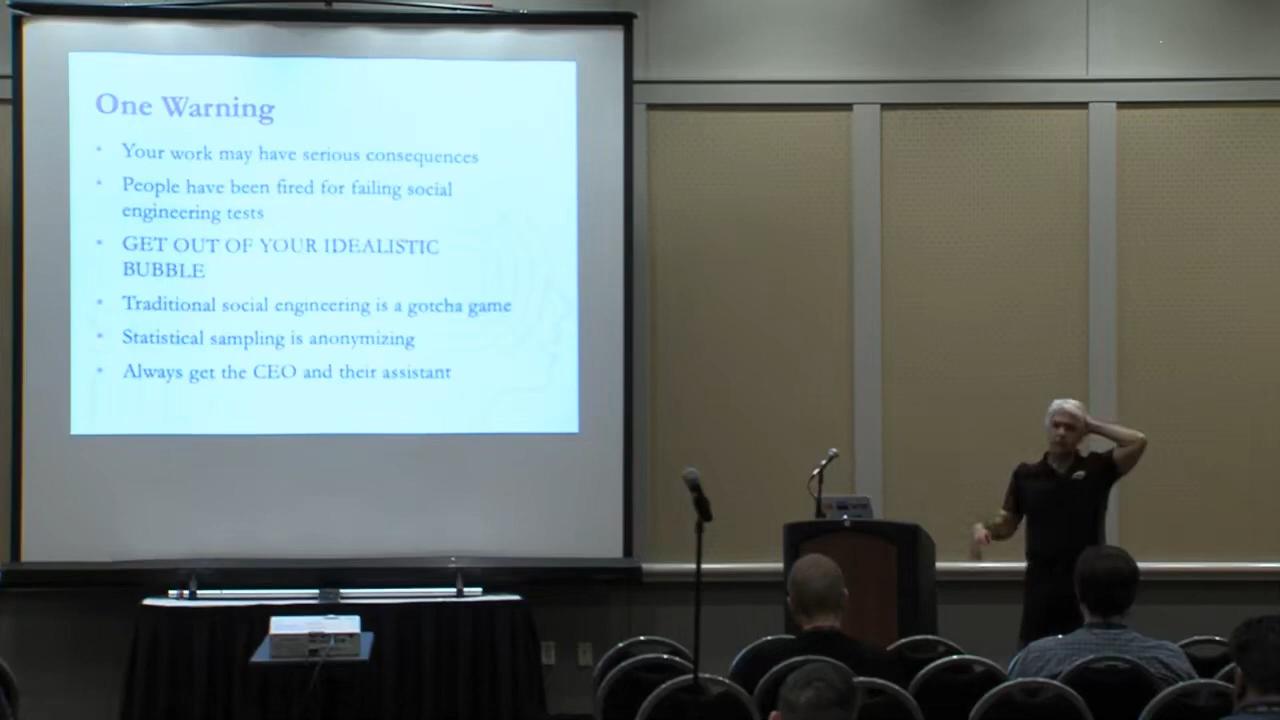 One Warning
• Your work may have serious consequences
• People have been fired for failing social
engineering tests
• GET OUT OF YOUR IDEALISTIC
BUBBLE
• Traditional social engineering is a gotcha game
• Statistical sampling is anonymizing
• Always get the CEO and their assistant